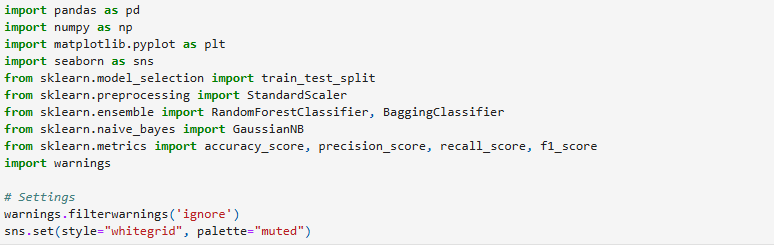 import pandas as pd
import numpy as np
import matplotlib.pyplot as plt
import seaborn as sns
from sklearn.model_selection import train_test_split
from sklearn.preprocessing import StandardScaler
from sklearn.ensemble import RandomForestClassifier, BaggingClassifier
from sklearn.naive_bayes import GaussianNB
from sklearn.metrics import accuracy_score, precision_score, recall_score, f1_score
import warnings

# Settings
warnings.filterwarnings('ignore')
sns.set(style="whitegrid", palette="muted")